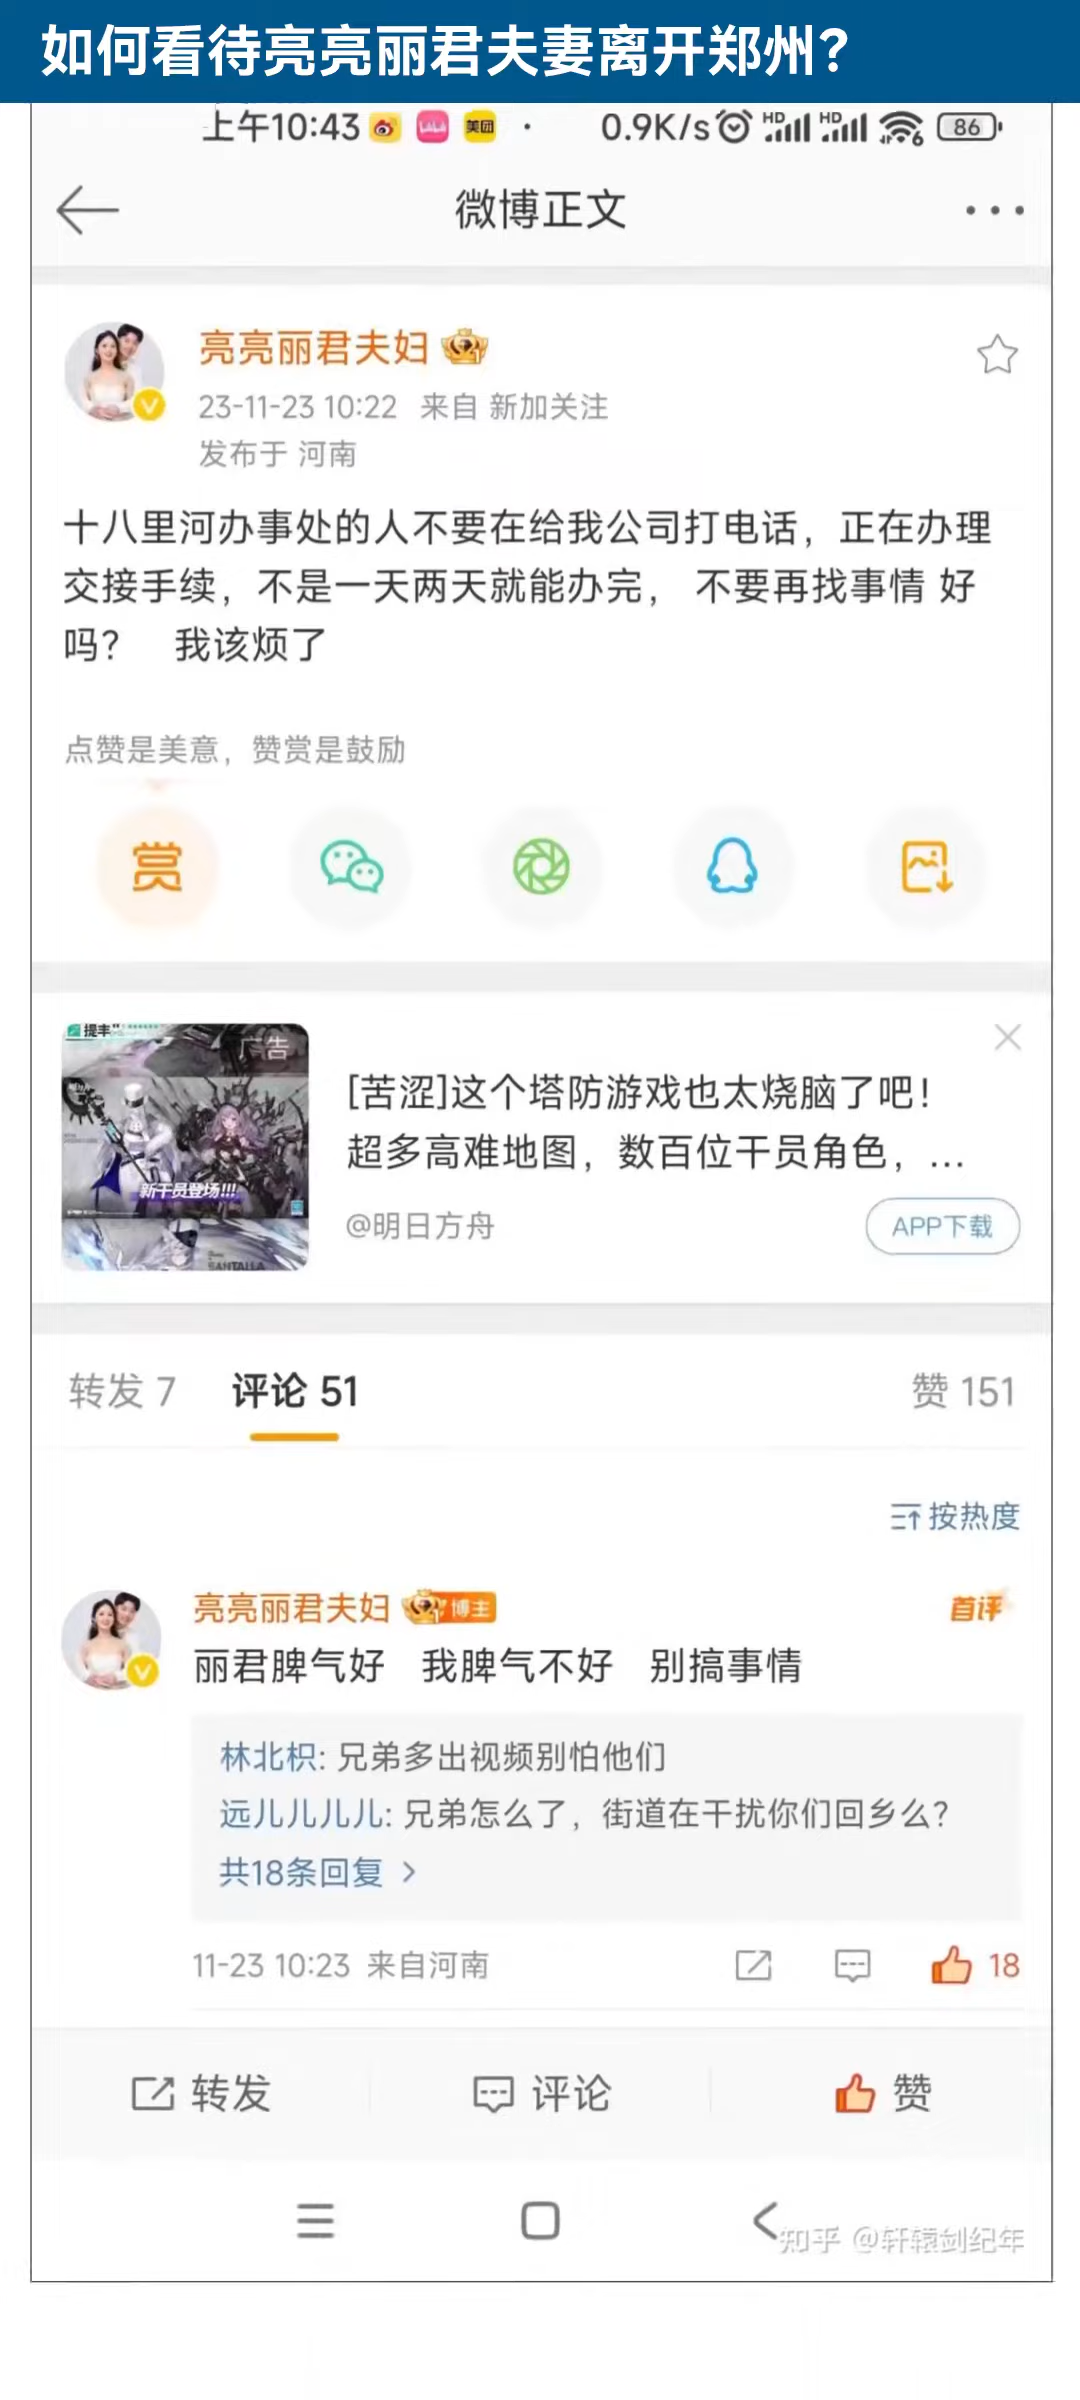 如何看待亮亮丽君夫妻离开郑州？
上午10:43 LaLa 美团 · 0.9K/s HD HD 6 86
微博正文
亮亮丽君夫妇
23-11-23 10:22 来自 新加关注
发布于 河南
十八里河办事处的人不要在给我公司打电话，正在办理
交接手续，不是一天两天就能办完， 不要再找事情 好
吗？ 我该烦了
点赞是美意，赞赏是鼓励
赏
提丰
广告
新干员登场!!!
SANTALLA
[苦涩]这个塔防游戏也太烧脑了吧！
超多高难地图，数百位干员角色，...
@明日方舟
APP下载
转发 7 评论 51 赞 151
按热度
亮亮丽君夫妇 博主 首评
丽君脾气好 我脾气不好 别搞事情
林北枳: 兄弟多出视频别怕他们
远儿儿儿儿: 兄弟怎么了，街道在干扰你们回乡么？
共18条回复 >
11-23 10:23 来自河南 18
转发 评论 赞
知乎 @轩辕剑纪年